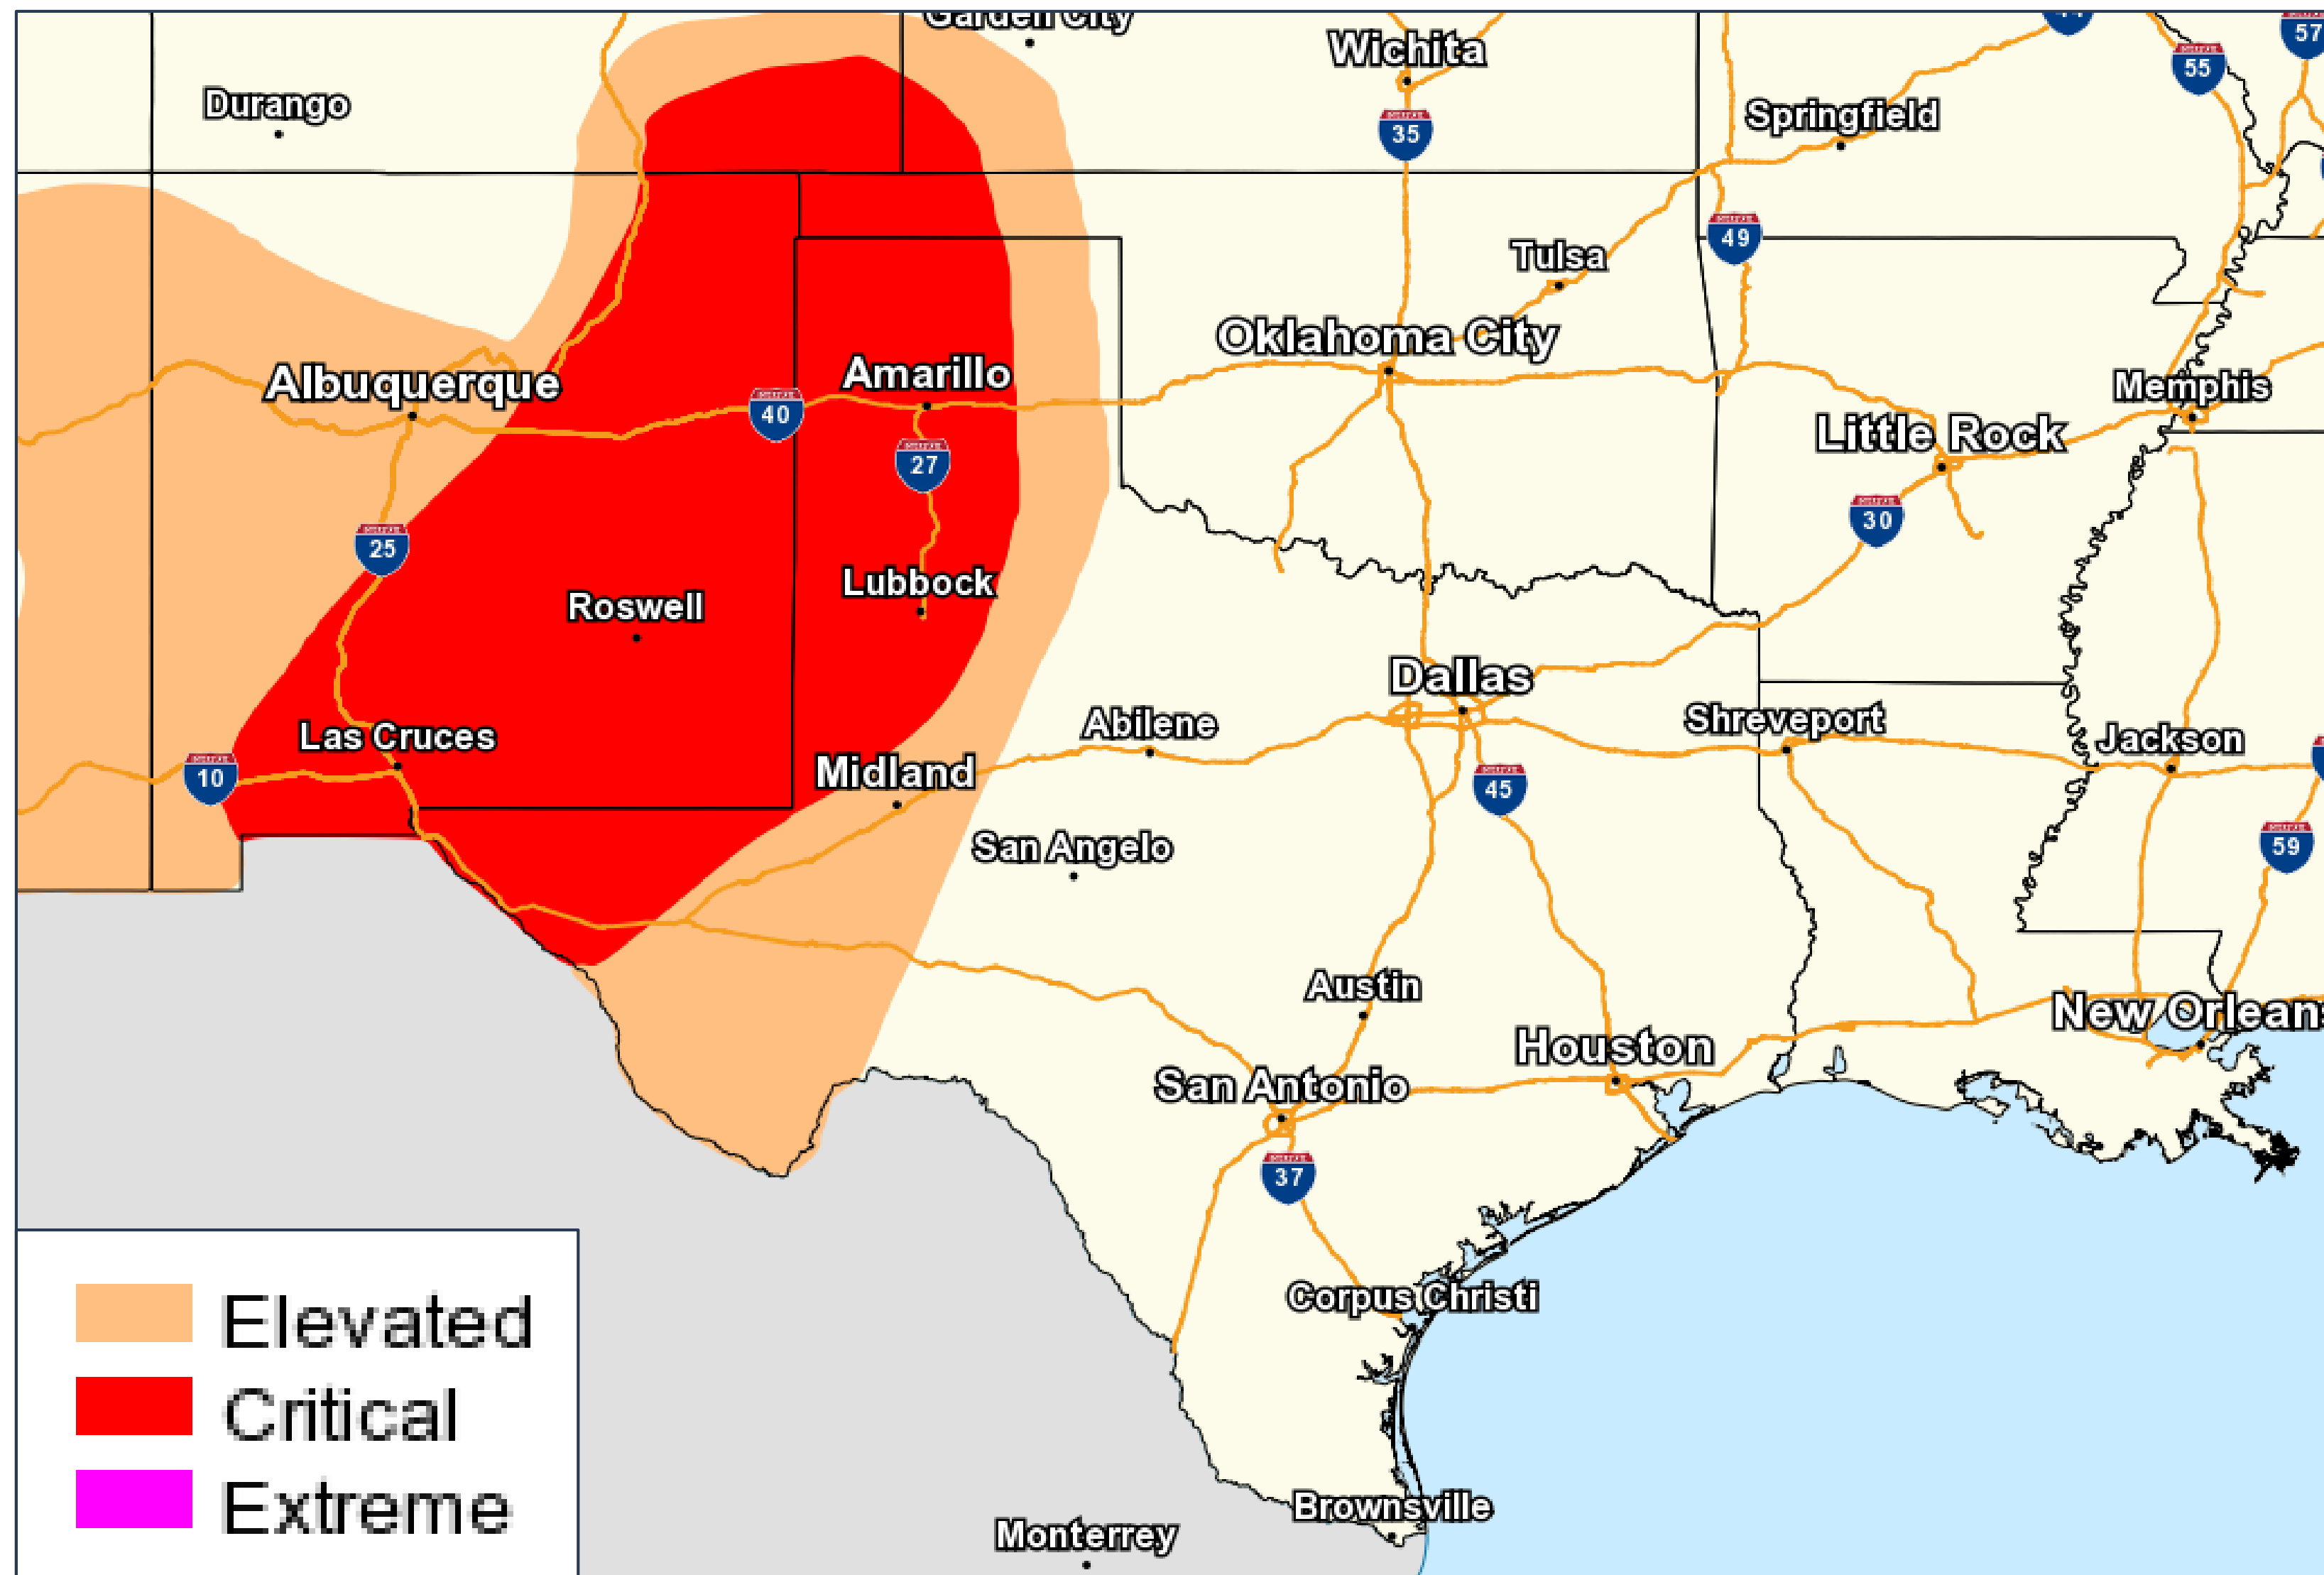 Garden City
Wichita
57
55
Durango
Springfield
35
49
Tulsa
Oklahoma City
Albuquerque
Amarillo
Memphis
40
Little Rock
27
30
25
Lubbock
Roswell
Dallas
Abilene
Shreveport
Las Cruces
Jackson
10
Midland
45
San Angelo
59
Austin
New Orleans
Houston
San Antonio
37
Corpus Christi
Elevated
Critical
Extreme
Brownsville
Monterrey